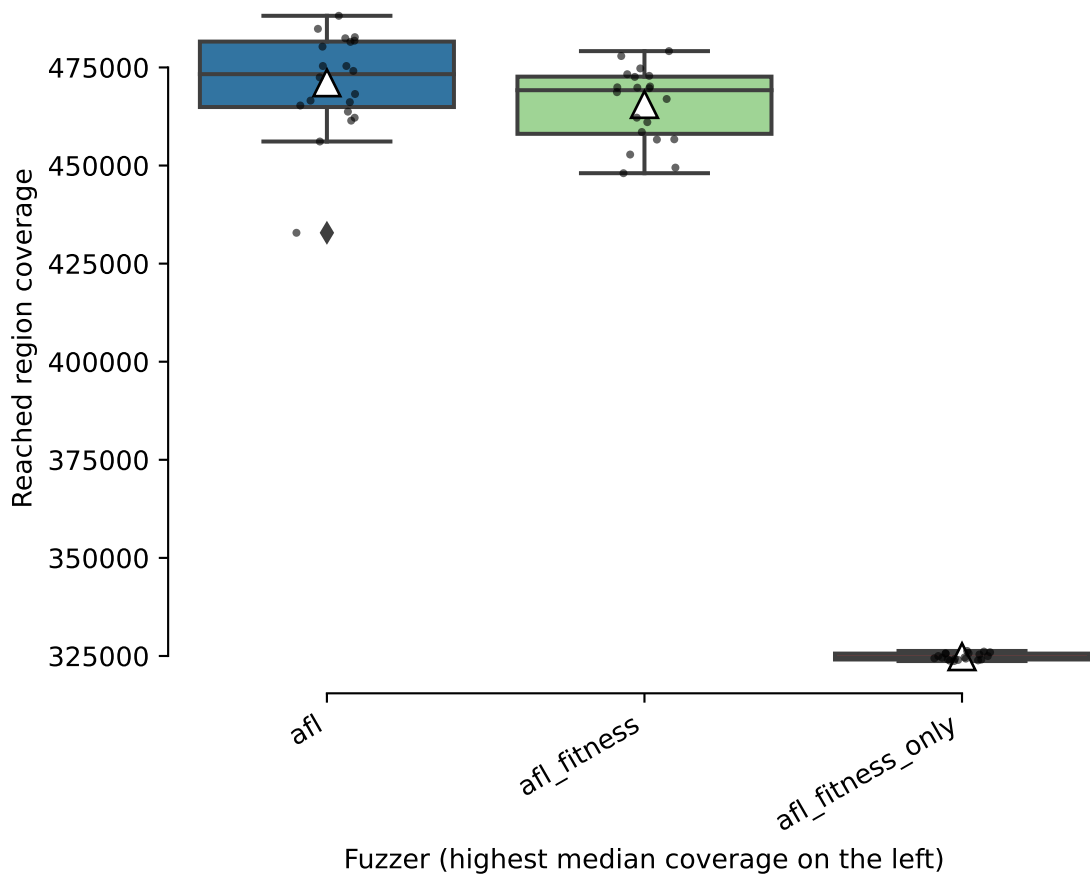 Reached region coverage
475000
450000
425000
400000
375000
350000
325000
afl
afl_fitness
afl_fitness_only
Fuzzer (highest median coverage on the left)